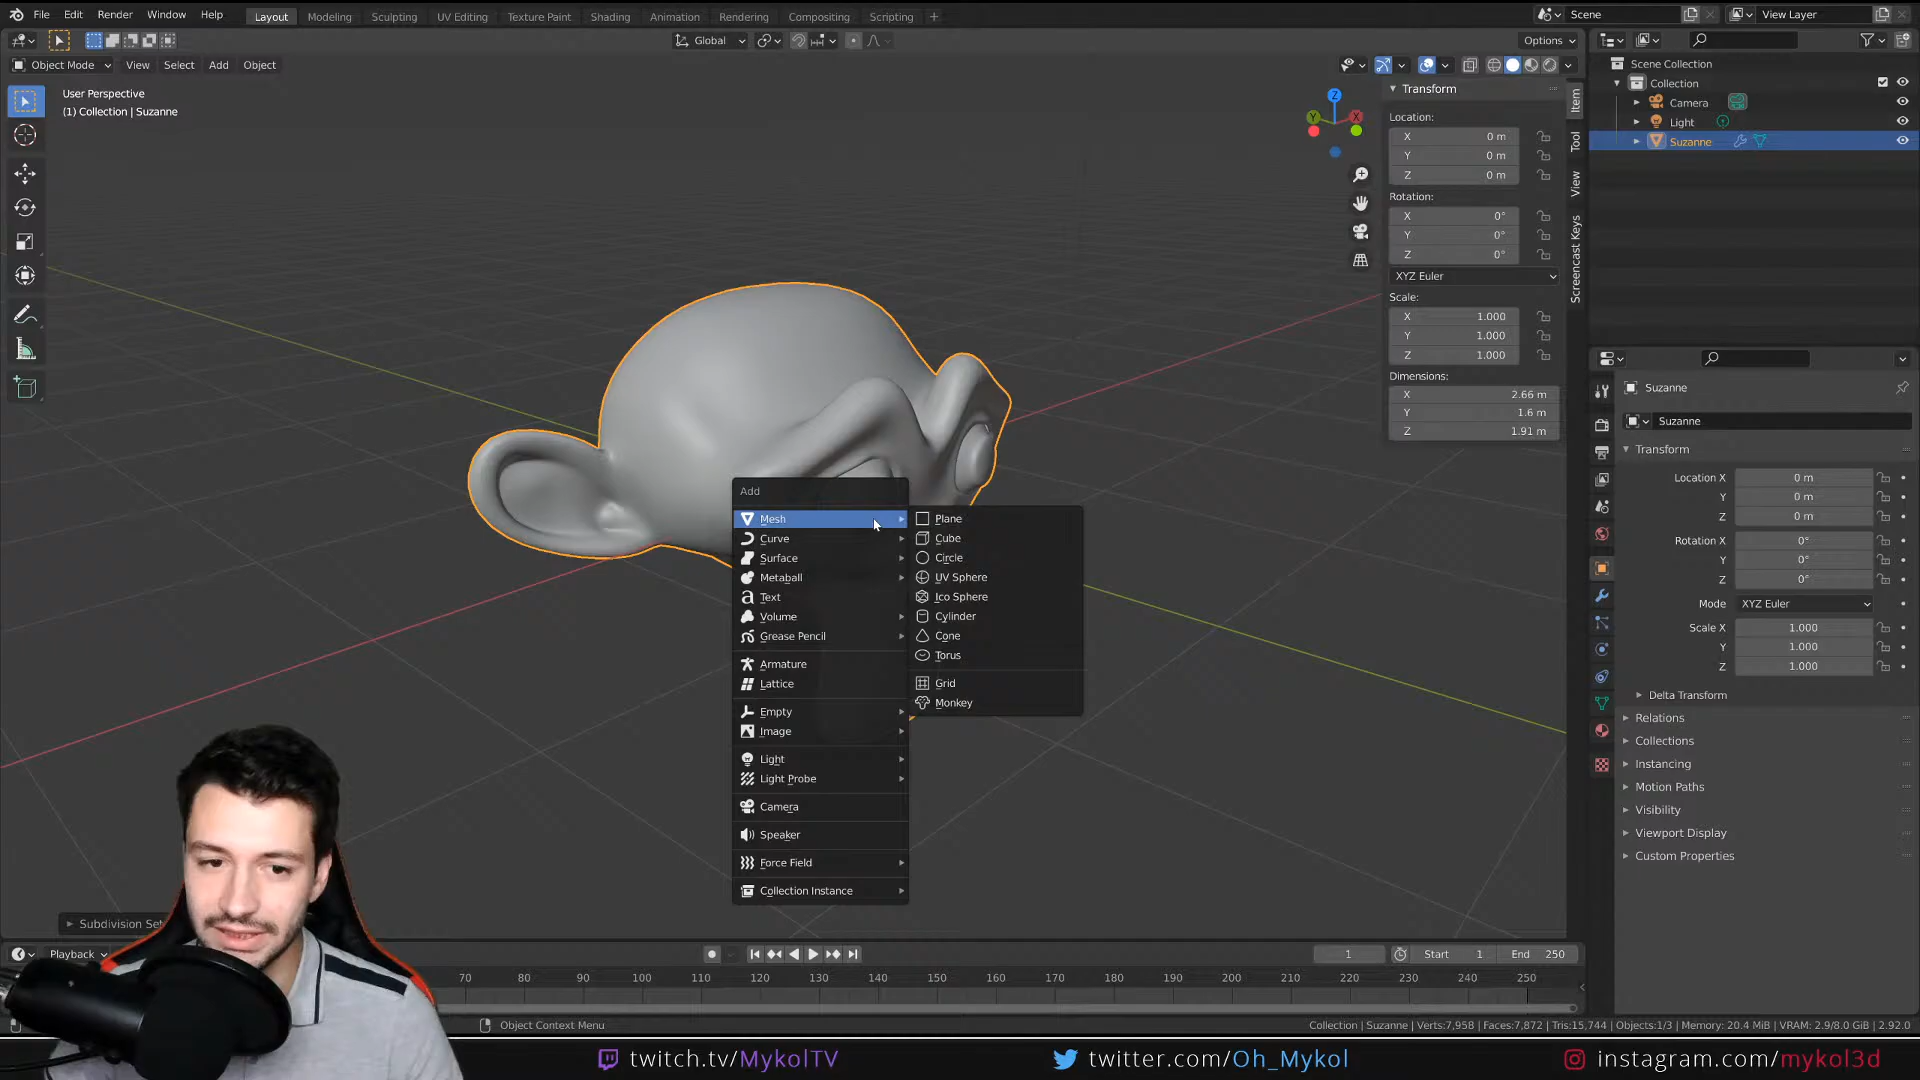 File Edit Render Window Help Layout Modeling Sculpting UV Editing Texture Paint Shading Animation Rendering Compositing Scripting + Scene View Layer
Global Options
Object Mode View Select Add Object
User Perspective
(1) Collection | Suzanne
Z
Y
X
Transform
Location:
X 0 m
Y 0 m
Z 0 m
Rotation:
X 0°
Y 0°
Z 0°
XYZ Euler
Scale:
X 1.000
Y 1.000
Z 1.000
Dimensions:
X 2.66 m
Y 1.6 m
Z 1.91 m
Item
Tool
View
Screencast Keys
Scene Collection
Collection
Camera
Light
Suzanne
Suzanne
Suzanne
Transform
Location X 0 m
Y 0 m
Z 0 m
Rotation X 0°
Y 0°
Z 0°
Mode XYZ Euler
Scale X 1.000
Y 1.000
Z 1.000
Delta Transform
Relations
Collections
Instancing
Motion Paths
Visibility
Viewport Display
Custom Properties
Add
Mesh
Curve
Surface
Metaball
Text
Volume
Grease Pencil
Armature
Lattice
Empty
Image
Light
Light Probe
Camera
Speaker
Force Field
Collection Instance
Plane
Cube
Circle
UV Sphere
Ico Sphere
Cylinder
Cone
Torus
Grid
Monkey
Subdivision Set
Playback 1 Start 1 End 250
70 80 90 100 110 120 130 140 150 160 170 180 190 200 210 220 230 240 250
Object Context Menu
Collection | Suzanne | Verts:7,958 | Faces:7,872 | Tris:15,744 | Objects:1/3 | Memory: 20.4 MiB | VRAM: 2.9/8.0 GiB | 2.92.0
twitch.tv/MykolTV twitter.com/Oh_Mykol instagram.com/mykol3d